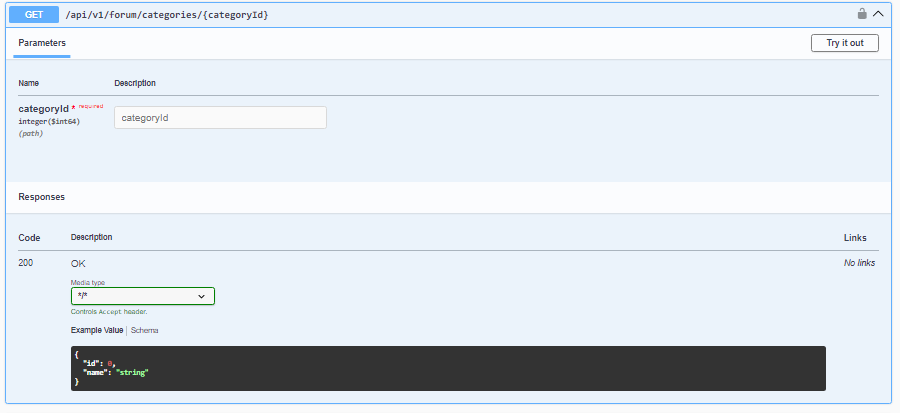 GET /api/v1/forum/categories/{categoryId}
Parameters Try it out
Name Description
categoryId * required
integer($int64)
(path)
categoryId
Responses
Code Description Links
200 OK No links
Media type
*/*
Controls Accept header.
Example Value | Schema
{
  "id": 0,
  "name": "string"
}